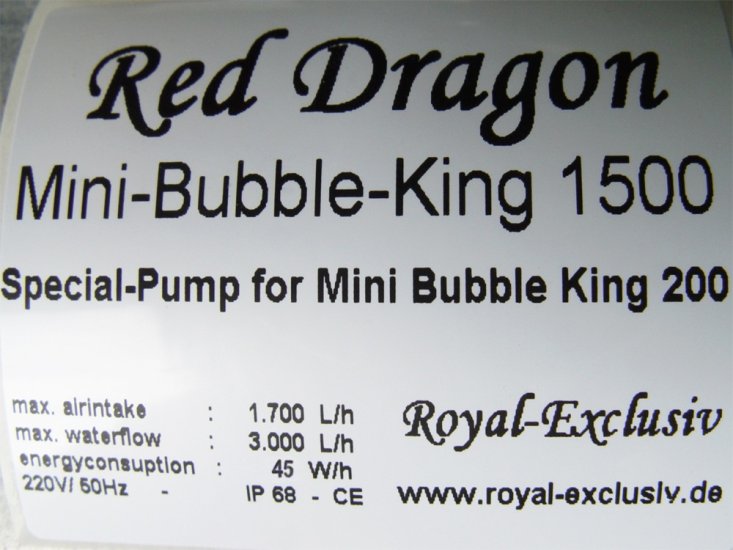 Red Dragon
Mini-Bubble-King 1500
Special-Pump for Mini Bubble King 200
max. airintake : 1.700 L/h
max. waterflow : 3.000 L/h
energyconsuption : 45 W/h
220V/ 50Hz - IP 68 - CE
Royal-Exclusiv
www.royal-exclusiv.de